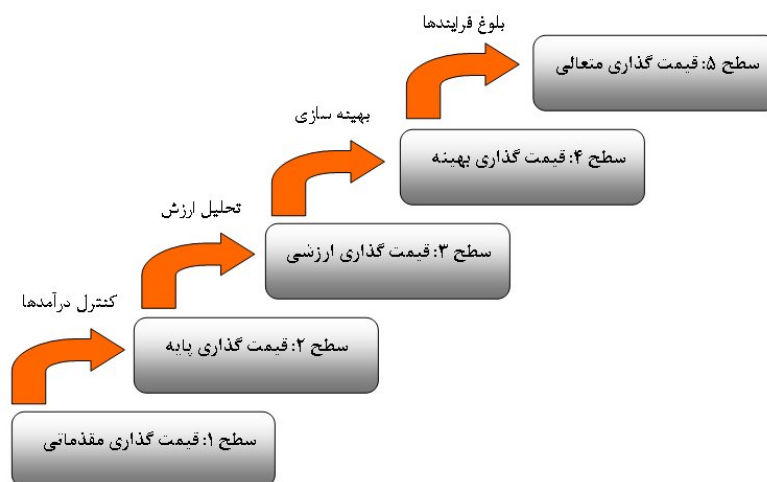 بلوغ فرایندها
سطح ۵: قیمت گذاری متعالی
بهینه سازی
سطح ۴: قیمت گذاری بهینه
تحلیل ارزش
سطح ۳: قیمت گذاری ارزشی
کنترل درآمدها
سطح ۲: قیمت گذاری پایه
سطح ۱: قیمت گذاری مقذماتی